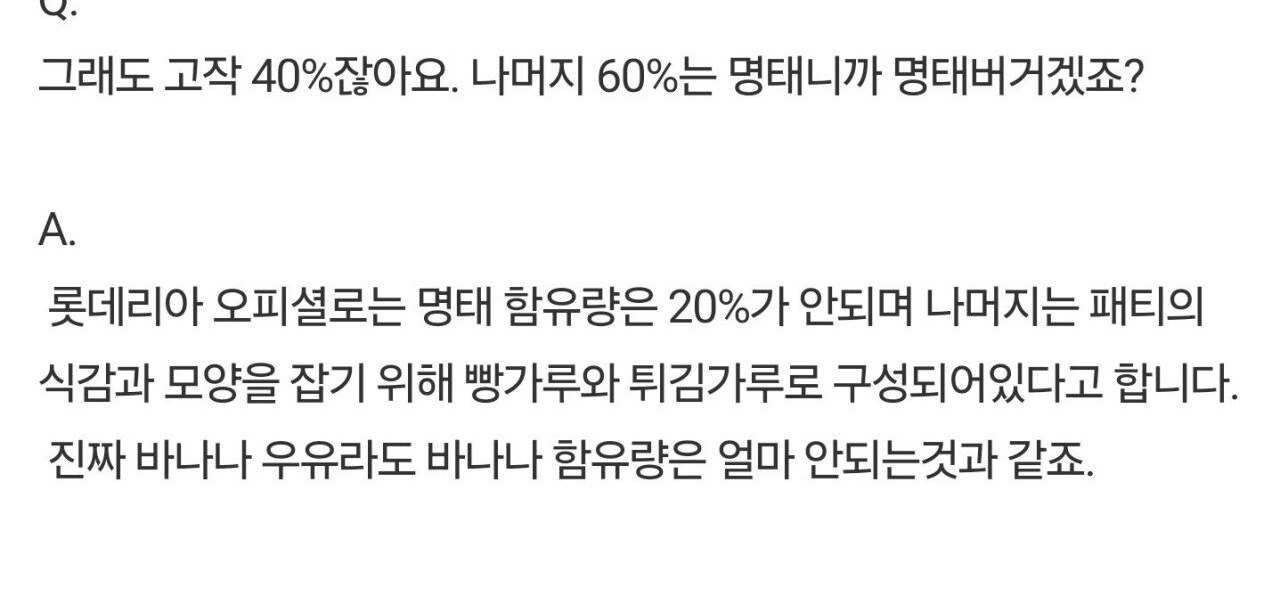 Q.
그래도 고작 40%잖아요. 나머지 60%는 명태니까 명태버거겠죠?
A.
롯데리아 오피셜로는 명태 함유량은 20%가 안되며 나머지는 패티의
식감과 모양을 잡기 위해 빵가루와 튀김가루로 구성되어있다고 합니다.
진짜 바나나 우유라도 바나나 함유량은 얼마 안되는것과 같죠.